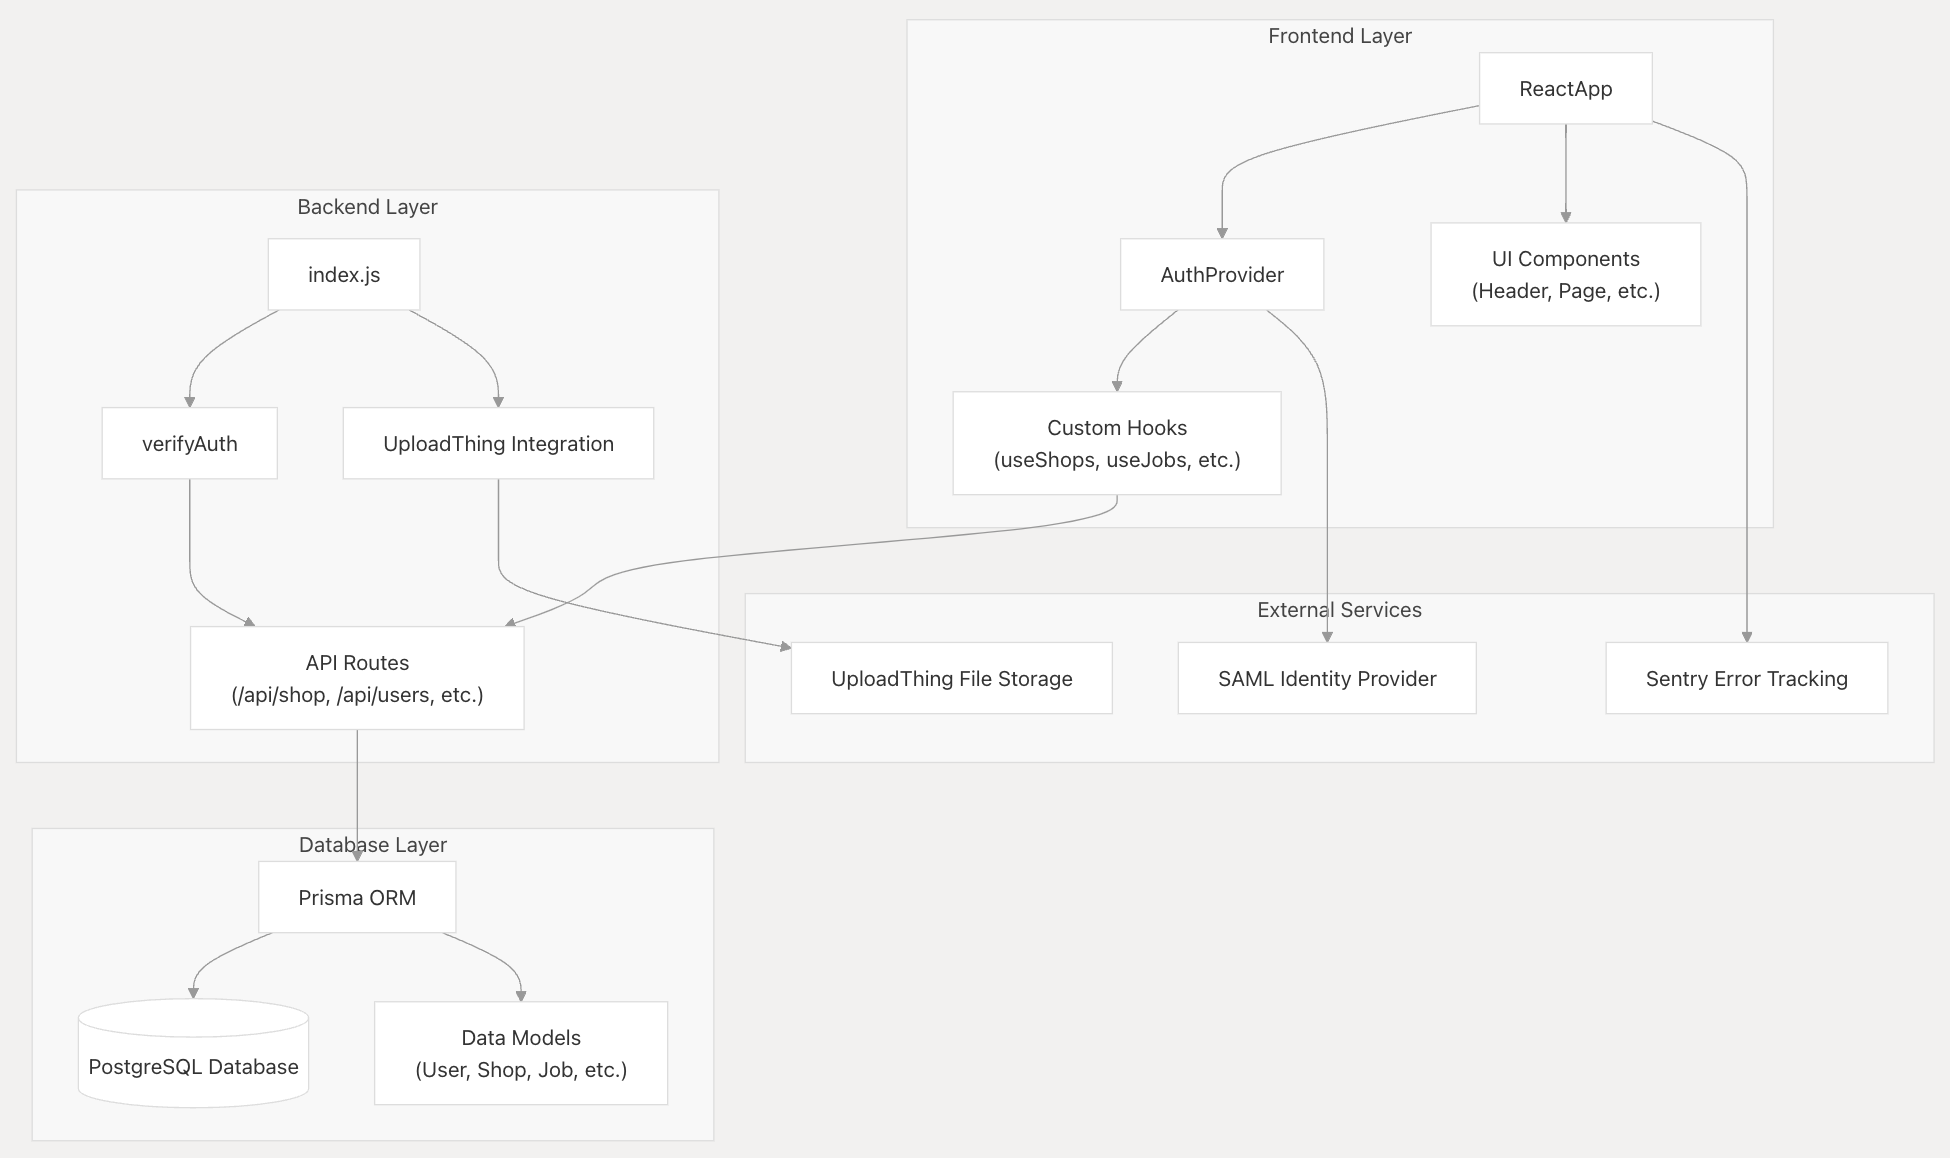 Frontend Layer
ReactApp
Backend Layer
index.js
AuthProvider
UI Components
(Header, Page, etc.)
verifyAuth
UploadThing Integration
Custom Hooks
(useShops, useJobs, etc.)
External Services
API Routes
(/api/shop, /api/users, etc.)
UploadThing File Storage
SAML Identity Provider
Sentry Error Tracking
Database Layer
Prisma ORM
PostgreSQL Database
Data Models
(User, Shop, Job, etc.)